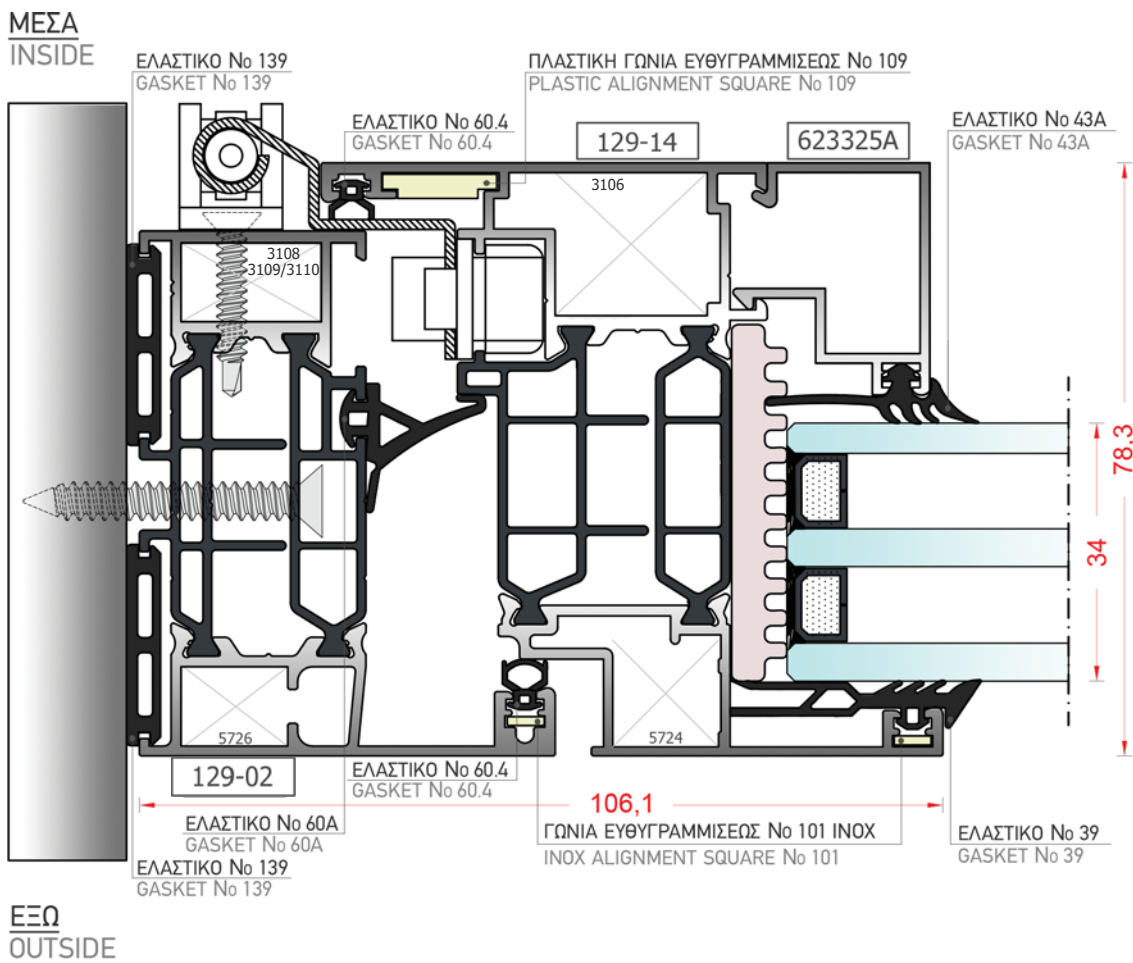 ΜΕΣΑ
INSIDE
ΕΛΑΣΤΙΚΟ No 139
GASKET No 139
ΠΛΑΣΤΙΚΗ ΓΩΝΙΑ ΕΥΘΥΓΡΑΜΜΙΣΕΩΣ No 109
PLASTIC ALIGNMENT SQUARE No 109
ΕΛΑΣΤΙΚΟ No 60.4
GASKET No 60.4
129-14
623325A
ΕΛΑΣΤΙΚΟ No 43A
GASKET No 43A
3106
3108
3109/3110
78.3
34
5726
5724
129-02
ΕΛΑΣΤΙΚΟ No 60.4
GASKET No 60.4
106,1
ΕΛΑΣΤΙΚΟ No 60A
GASKET No 60A
ΓΩΝΙΑ ΕΥΘΥΓΡΑΜΜΙΣΕΩΣ No 101 INOX
INOX ALIGNMENT SQUARE No 101
ΕΛΑΣΤΙΚΟ No 39
GASKET No 39
ΕΛΑΣΤΙΚΟ No 139
GASKET No 139
ΕΞΩ
OUTSIDE